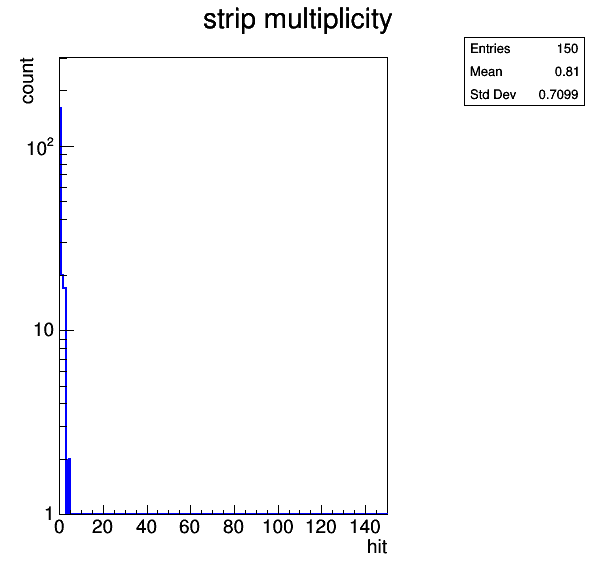 strip multiplicity
Entries 150
Mean 0.81
Std Dev 0.7099
count
10²
10
1
0 20 40 60 80 100 120 140
hit